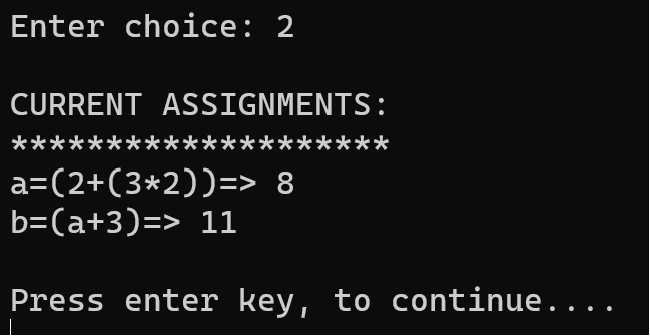 Enter choice: 2
CURRENT ASSIGNMENTS:
********************
a=(2+(3*2))=> 8
b=(a+3)=> 11
Press enter key, to continue....